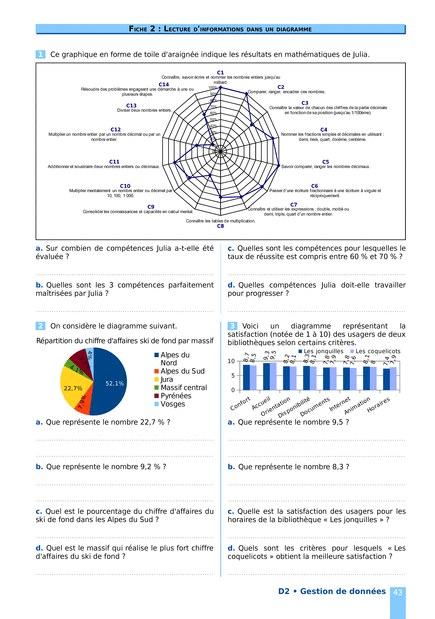 FICHE 2 : LECTURE D'INFORMATIONS DANS UN DIAGRAMME
1 Ce graphique en forme de toile d'araignée indique les résultats en mathématiques de Julia.
C1
Connaître, savoir écrire et nommer les nombres entiers jusqu'au
milliard.
C2
Comparer, ranger, encadrer ces nombres.
C3
Connaître la valeur de chacun des chiffres de la partie décimale
en fonction de sa position (jusqu'au 1/100ème)
C4
Nommer les fractions simples et décimales en utilisant :
demi, tiers, quart, dixième, centième.
C5
Savoir comparer, ranger les nombres décimaux.
C6
Passer d'une écriture fractionnaire à une écriture à virgule et
réciproquement.
C7
Connaître et utiliser les expressions : double, moitié ou
demi, triple, quart d'un nombre entier.
Connaître les tables de multiplication.
C8
C9
Consolider les connaissances et capacités en calcul mental.
C10
Multiplier mentalement un nombre entier ou décimal par
10, 100, 1 000.
C11
Additionner et soustraire deux nombres entiers ou décimaux.
C12
Multiplier un nombre entier par un nombre décimal ou par un
nombre entier.
C13
Diviser deux nombres entiers.
C14
Résoudre des problèmes engageant une démarche à une ou
plusieurs étapes.
a. Sur combien de compétences Julia a-t-elle été
évaluée ?
b. Quelles sont les 3 compétences parfaitement
maîtrisées par Julia ?
c. Quelles sont les compétences pour lesquelles le
taux de réussite est compris entre 60 % et 70 % ?
d. Quelles compétences Julia doit-elle travailler
pour progresser ?
2 On considère le diagramme suivant.
Répartition du chiffre d'affaires ski de fond par massif
52,1%
22,7%
Alpes du
Nord
Alpes du Sud
Jura
Massif central
Pyrénées
Vosges
a. Que représente le nombre 22,7 % ?
b. Que représente le nombre 9,2 % ?
c. Quel est le pourcentage du chiffre d'affaires du
ski de fond dans les Alpes du Sud ?
d. Quel est le massif qui réalise le plus fort chiffre
d'affaires du ski de fond ?
3 Voici un diagramme représentant la
satisfaction (notée de 1 à 10) des usagers de deux
bibliothèques selon certains critères.
Les jonquilles Les coquelicots
10
5
0
Confort Accueil Orientation Disponibilité Documents Internet Animation Horaires
a. Que représente le nombre 9,5 ?
b. Que représente le nombre 8,3 ?
c. Quelle est la satisfaction des usagers pour les
horaires de la bibliothèque « Les jonquilles » ?
d. Quels sont les critères pour lesquels « Les
coquelicots » obtient la meilleure satisfaction ?
D2 • Gestion de données 43